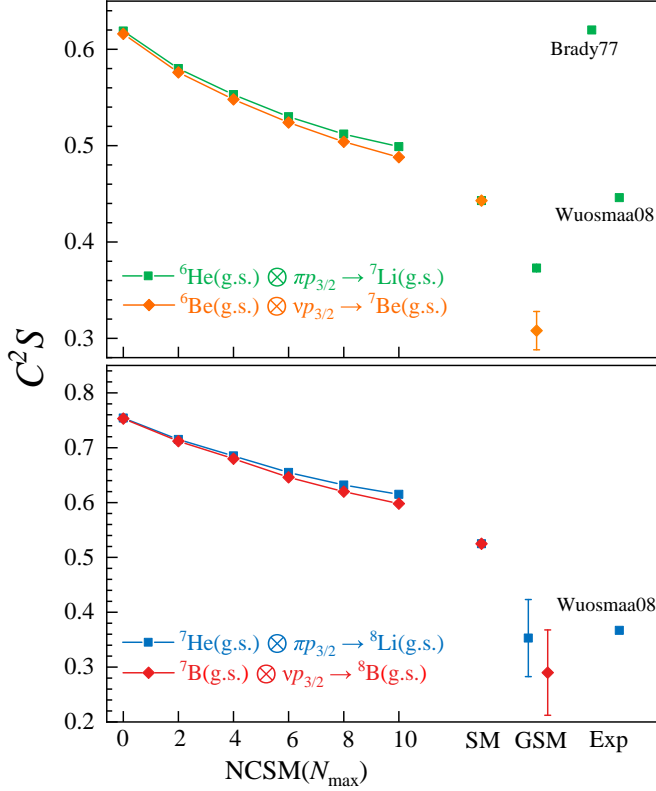 0.6
0.5
0.4
0.3
Brady77
Wuosmaa08
⁶He(g.s.) ⊗ πp₃/₂ → ⁷Li(g.s.)
⁶Be(g.s.) ⊗ νp₃/₂ → ⁷Be(g.s.)
C²S
0.8
0.7
0.6
0.5
0.4
0.3
0.2
Wuosmaa08
⁷He(g.s.) ⊗ πp₃/₂ → ⁸Li(g.s.)
⁷B(g.s.) ⊗ νp₃/₂ → ⁸B(g.s.)
0 2 4 6 8 10 SM GSM Exp
NCSM(Nₘₐₓ)